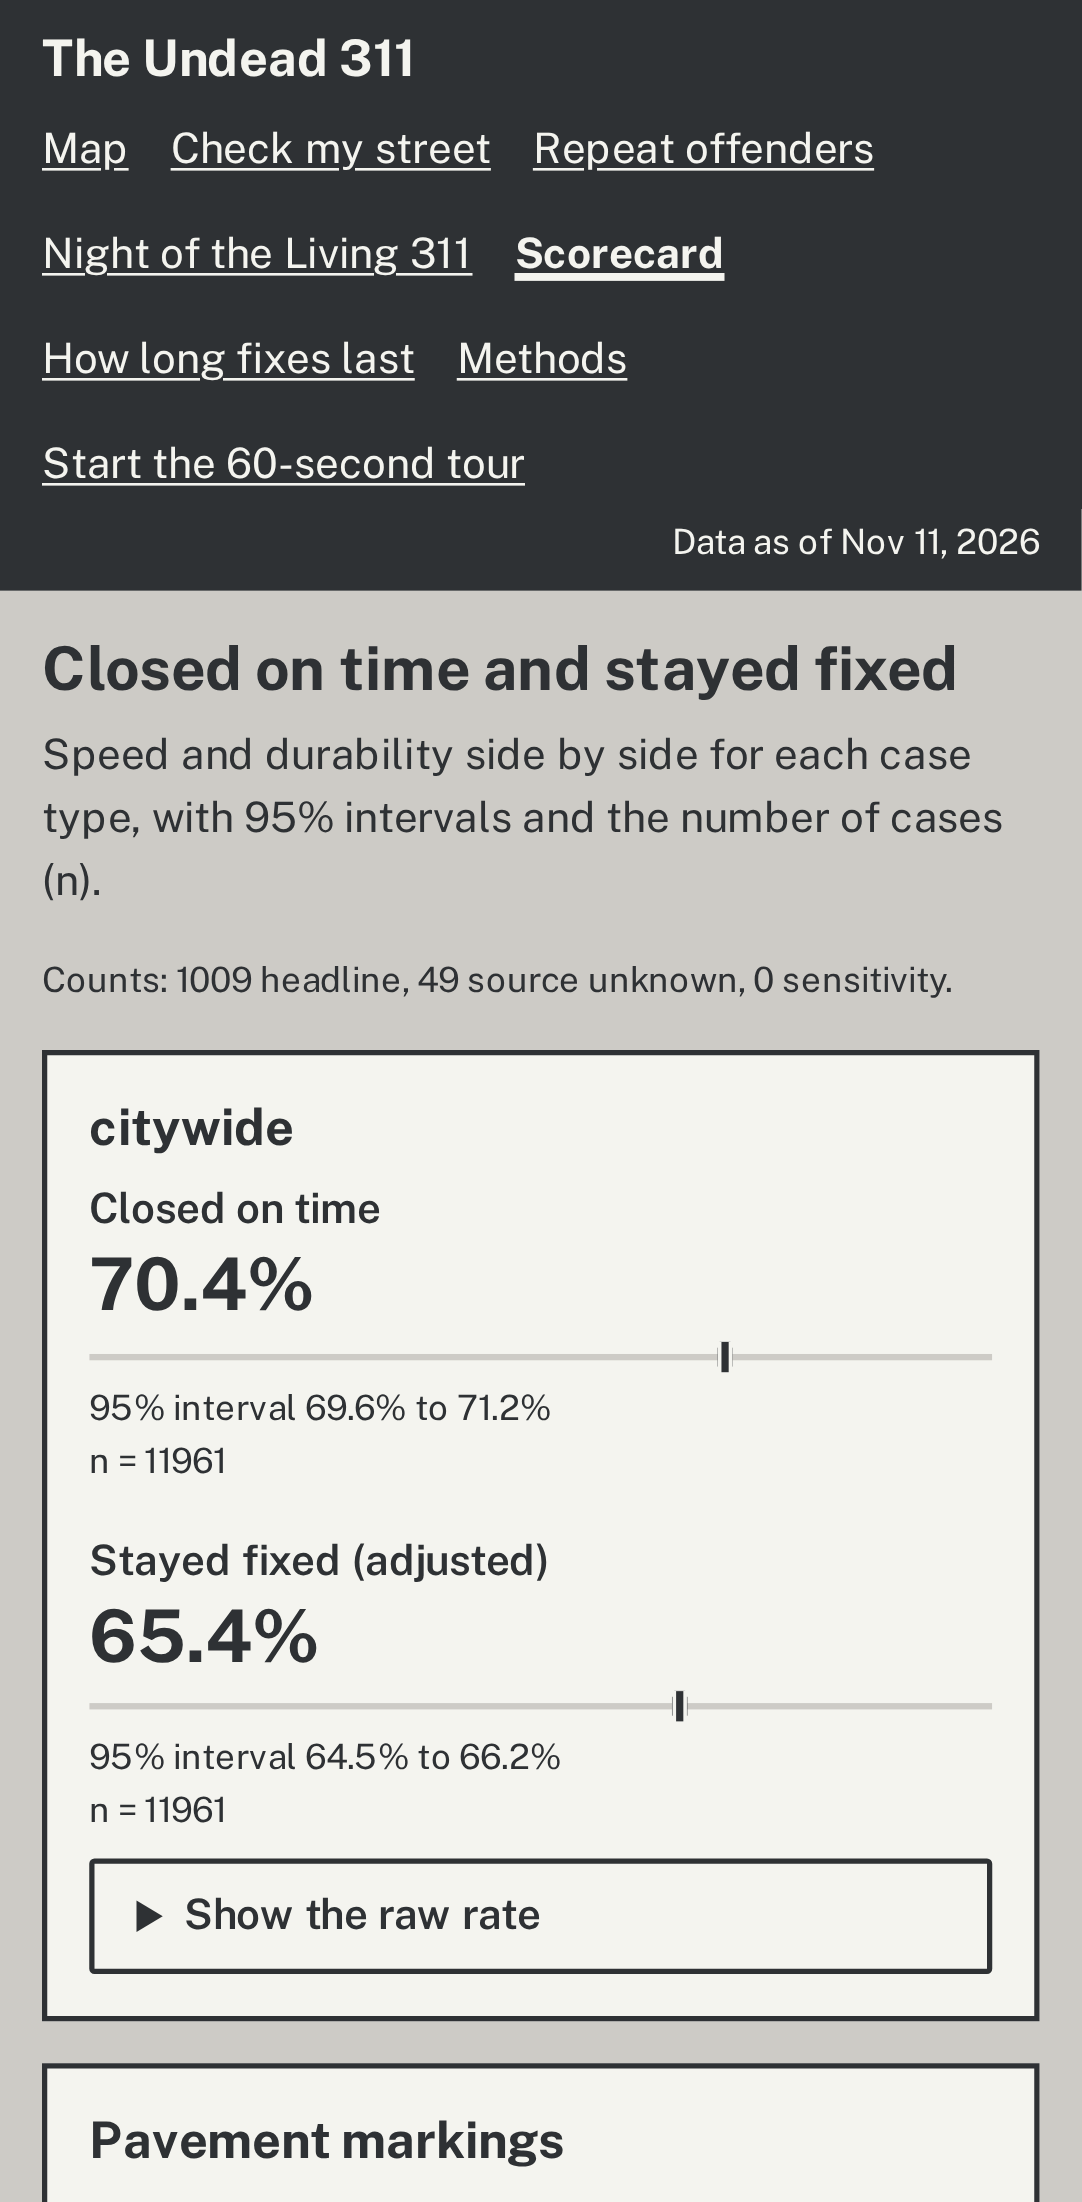 The Undead 311
Map Check my street Repeat offenders
Night of the Living 311 Scorecard
How long fixes last Methods
Start the 60-second tour
Data as of Nov 11, 2026
Closed on time and stayed fixed
Speed and durability side by side for each case
type, with 95% intervals and the number of cases
(n).
Counts: 1009 headline, 49 source unknown, 0 sensitivity.
citywide
Closed on time
70.4%
95% interval 69.6% to 71.2%
n = 11961
Stayed fixed (adjusted)
65.4%
95% interval 64.5% to 66.2%
n = 11961
Show the raw rate
Pavement markings